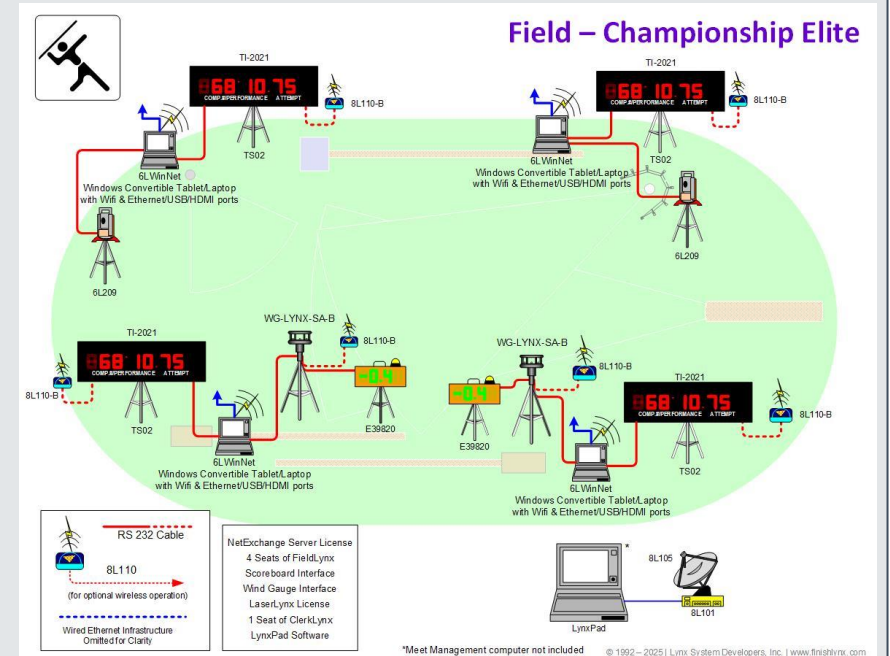 Field – Championship Elite
TI-2021
68 10.75
COMP.#/PERFORMANCE ATTEMPT
8L110-B
TS02
6LWinNet
Windows Convertible Tablet/Laptop
with Wifi & Ethernet/USB/HDMI ports
6L209
TI-2021
68 10.75
COMP.#/PERFORMANCE ATTEMPT
8L110-B
TS02
6LWinNet
Windows Convertible Tablet/Laptop
with Wifi & Ethernet/USB/HDMI ports
6L209
TI-2021
68 10.75
COMP.#/PERFORMANCE ATTEMPT
8L110-B
TS02
6LWinNet
Windows Convertible Tablet/Laptop
with Wifi & Ethernet/USB/HDMI ports
WG-LYNX-SA-B
8L110-B
-0.4
E39820
WG-LYNX-SA-B
8L110-B
-0.4
E39820
TI-2021
68 10.75
COMP.#/PERFORMANCE ATTEMPT
8L110-B
TS02
6LWinNet
Windows Convertible Tablet/Laptop
with Wifi & Ethernet/USB/HDMI ports
RS 232 Cable
8L110
(for optional wireless operation)
Wired Ethernet Infrastructure
Omitted for Clarity
NetExchange Server License
4 Seats of FieldLynx
Scoreboard Interface
Wind Gauge Interface
LaserLynx License
1 Seat of ClerkLynx
LynxPad Software
*
LynxPad
8L105
8L101
*Meet Management computer not included
© 1992 – 2025 | Lynx System Developers, Inc. | www.finishlynx.com